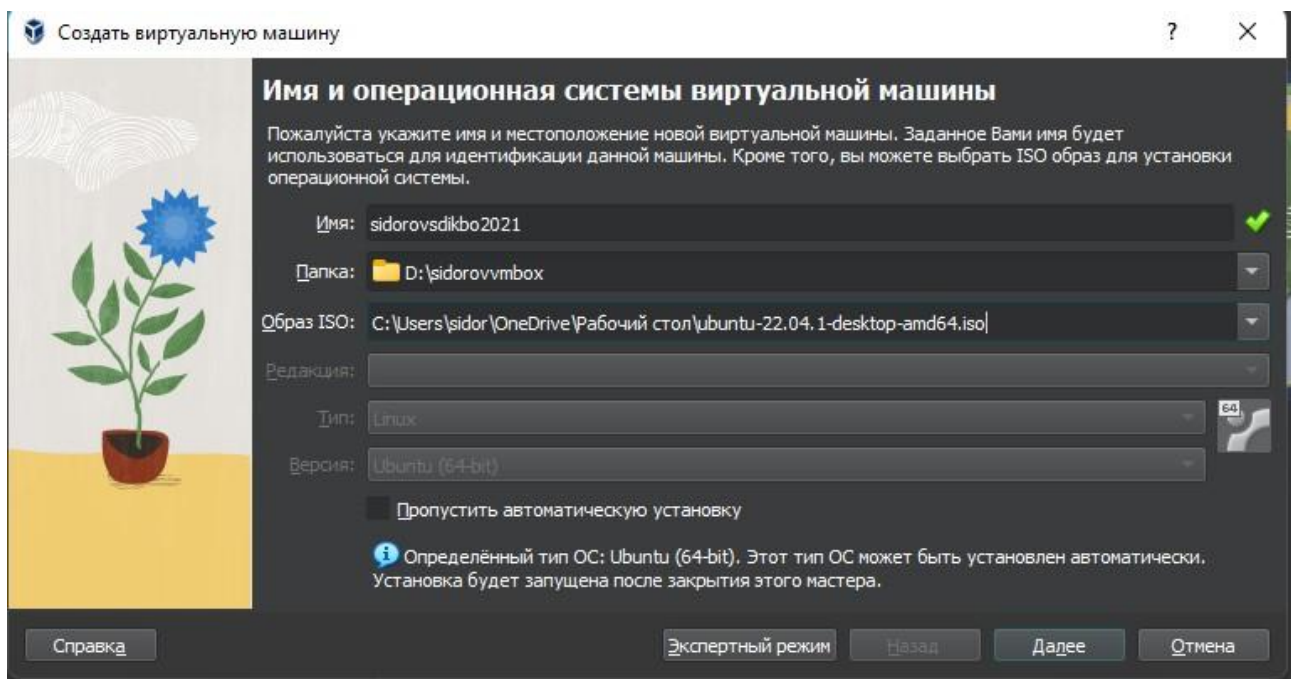 Создать виртуальную машину
?
Имя и операционная системы виртуальной машины
Пожалуйста укажите имя и местоположение новой виртуальной машины. Заданное Вами имя будет
использоваться для идентификации данной машины. Кроме того, вы можете выбрать ISO образ для установки
операционной системы.
Имя: sidorovsdikbo2021
Папка: D:\sidorovvmbox
Образ ISO: C:\Users\sidor\OneDrive\Рабочий стол\ubuntu-22.04.1-desktop-amd64.iso
Редакция:
Тип: Linux
64
Версия: Ubuntu (64-bit)
Пропустить автоматическую установку
Определённый тип ОС: Ubuntu (64-bit). Этот тип ОС может быть установлен автоматически.
Установка будет запущена после закрытия этого мастера.
Справка Экспертный режим Назад Далее Отмена